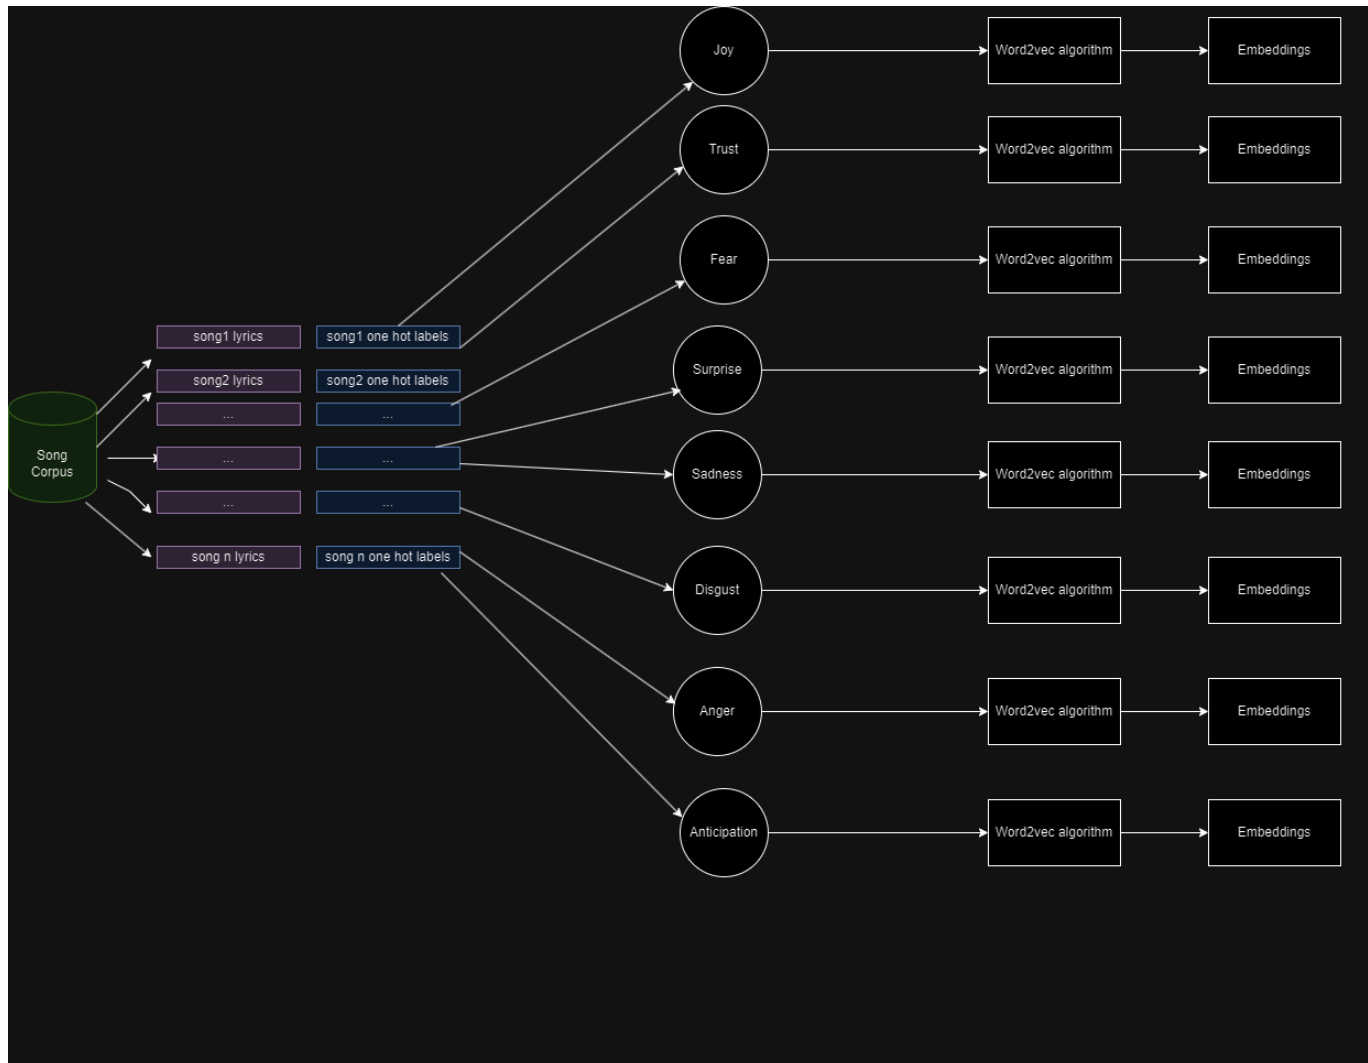 Joy
Word2vec algorithm
Embeddings
Trust
Word2vec algorithm
Embeddings
Fear
Word2vec algorithm
Embeddings
song1 lyrics
song1 one hot labels
Surprise
Word2vec algorithm
Embeddings
song2 lyrics
song2 one hot labels
...
...
Song
Corpus
...
...
Sadness
Word2vec algorithm
Embeddings
...
...
song n lyrics
song n one hot labels
Disgust
Word2vec algorithm
Embeddings
Anger
Word2vec algorithm
Embeddings
Anticipation
Word2vec algorithm
Embeddings